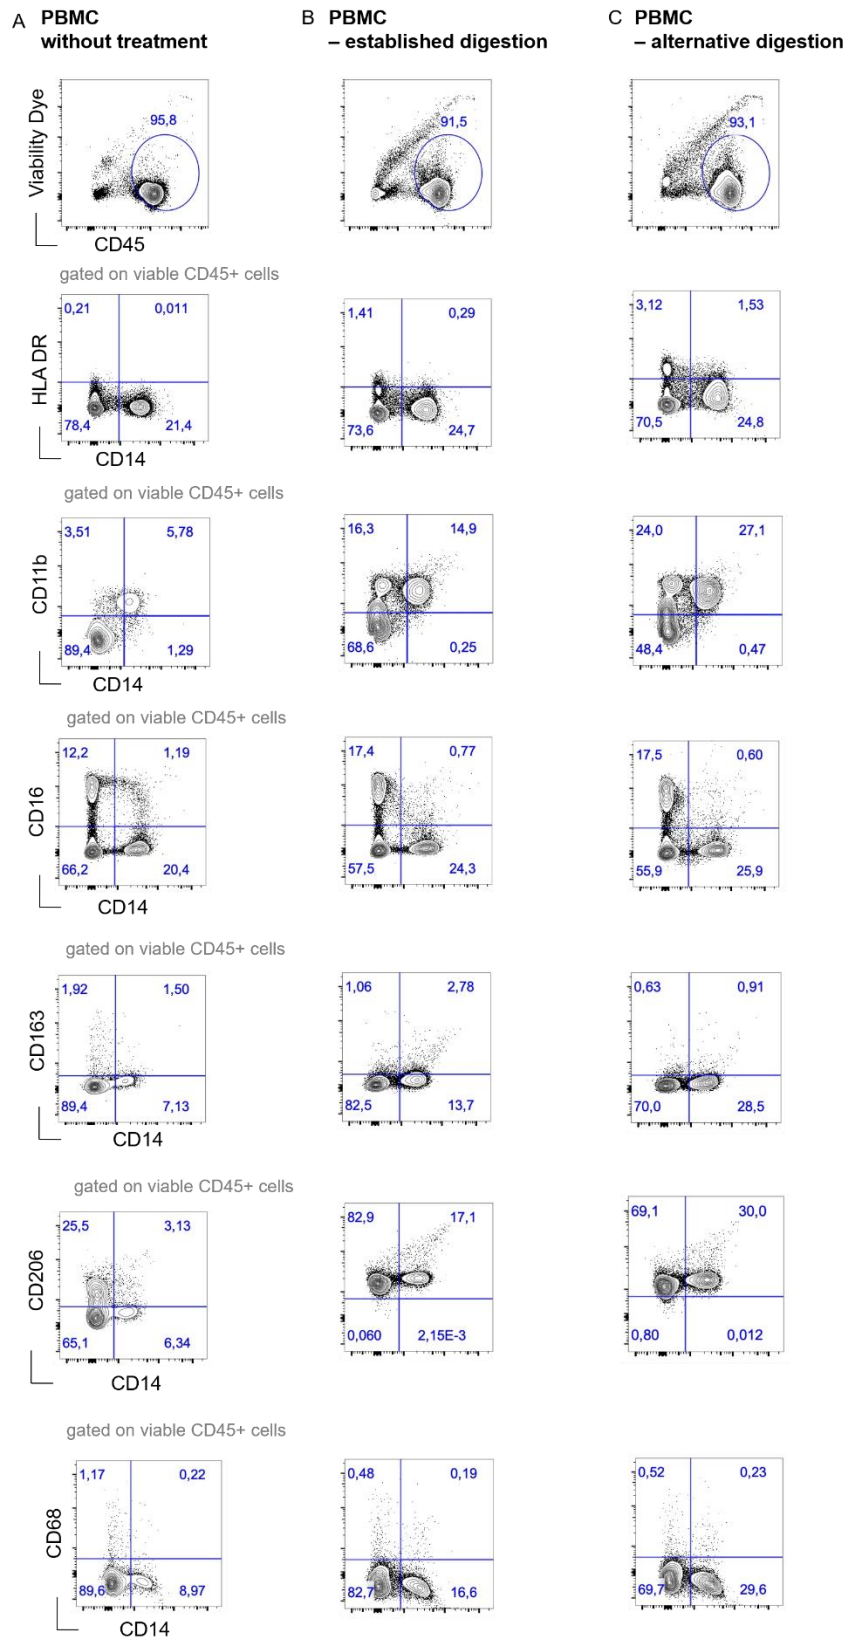 A PBMC
without treatment
B PBMC
– established digestion
C PBMC
– alternative digestion
Viability Dye
95,8
91,5
93,1
CD45
gated on viable CD45+ cells
HLA DR
0,21 0,011
1,41 0,29
3,12 1,53
78,4 21,4
73,6 24,7
70,5 24,8
CD14
gated on viable CD45+ cells
CD11b
3,51 5,78
16,3 14,9
24,0 27,1
89,4 1,29
68,6 0,25
48,4 0,47
CD14
gated on viable CD45+ cells
CD16
12,2 1,19
17,4 0,77
17,5 0,60
66,2 20,4
57,5 24,3
55,9 25,9
CD14
gated on viable CD45+ cells
CD163
1,92 1,50
1,06 2,78
0,63 0,91
89,4 7,13
82,5 13,7
70,0 28,5
CD14
gated on viable CD45+ cells
CD206
25,5 3,13
82,9 17,1
69,1 30,0
65,1 6,34
0,060 2,15E-3
0,80 0,012
CD14
gated on viable CD45+ cells
CD68
1,17 0,22
0,48 0,19
0,52 0,23
89,6 8,97
82,7 16,6
69,7 29,6
CD14